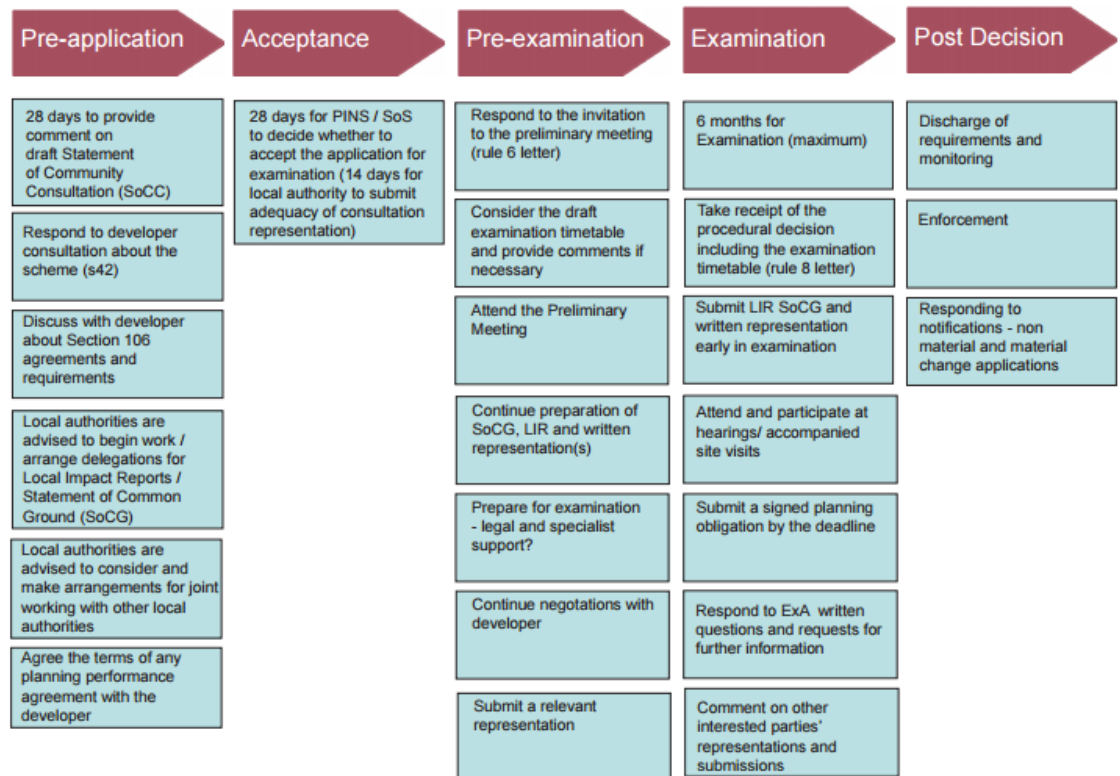 Pre-application
Acceptance
Pre-examination
Examination
Post Decision
28 days to provide
comment on
draft Statement
of Community
Consultation (SoCC)
Respond to developer
consultation about the
scheme (s42)
Discuss with developer
about Section 106
agreements and
requirements
Local authorities are
advised to begin work /
arrange delegations for
Local Impact Reports /
Statement of Common
Ground (SoCG)
Local authorities are
advised to consider and
make arrangements for joint
working with other local
authorities
Agree the terms of any
planning performance
agreement with the
developer
28 days for PINS / SoS
to decide whether to
accept the application for
examination (14 days for
local authority to submit
adequacy of consultation
representation)
Respond to the invitation
to the preliminary meeting
(rule 6 letter)
Consider the draft
examination timetable
and provide comments if
necessary
Attend the Preliminary
Meeting
Continue preparation of
SoCG, LIR and written
representation(s)
Prepare for examination
- legal and specialist
support?
Continue negotations with
developer
Submit a relevant
representation
6 months for
Examination (maximum)
Take receipt of the
procedural decision
including the examination
timetable (rule 8 letter)
Submit LIR SoCG and
written representation
early in examination
Attend and participate at
hearings/ accompanied
site visits
Submit a signed planning
obligation by the deadline
Respond to ExA written
questions and requests for
further information
Comment on other
interested parties'
representations and
submissions
Discharge of
requirements and
monitoring
Enforcement
Responding to
notifications - non
material and material
change applications